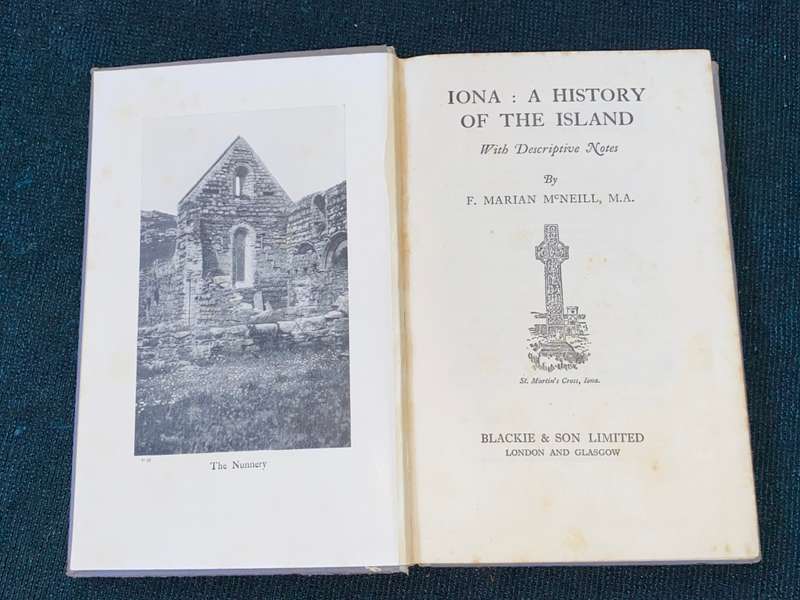 The Nunnery
IONA : A HISTORY
OF THE ISLAND
With Descriptive Notes
By
F. MARIAN McNEILL, M.A.
St. Martin's Cross, Iona.
BLACKIE & SON LIMITED
LONDON AND GLASGOW